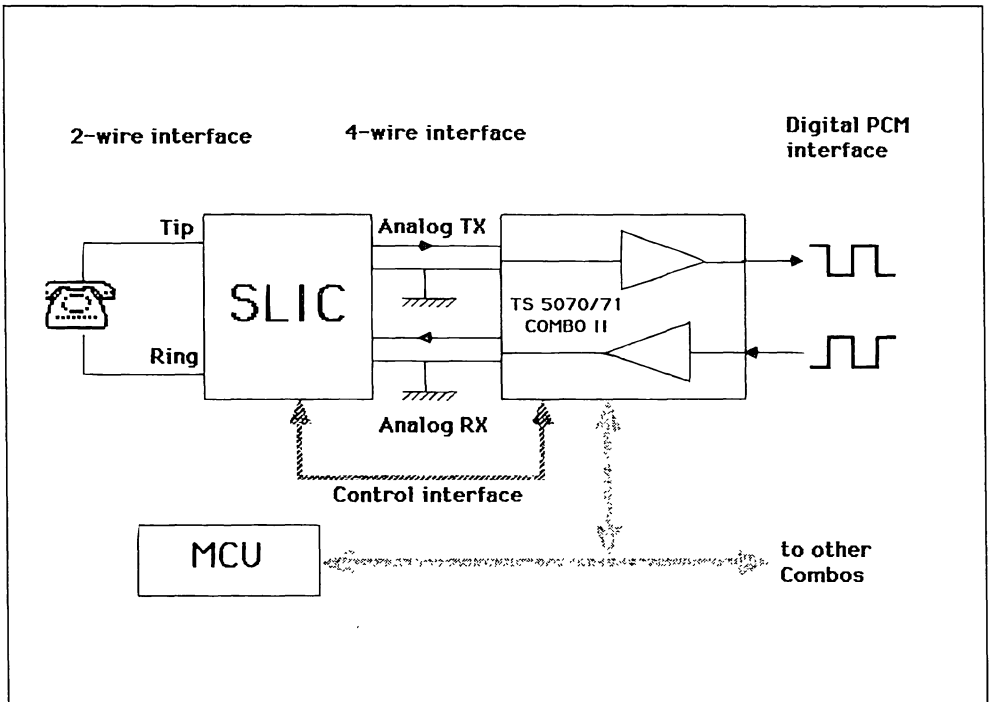 2-wire interface
4-wire interface
Digital PCM
interface
Tip
Analog TX
SLIC
TS 5070/71
COMBO II
Ring
Analog RX
Control interface
MCU
to other
Combos